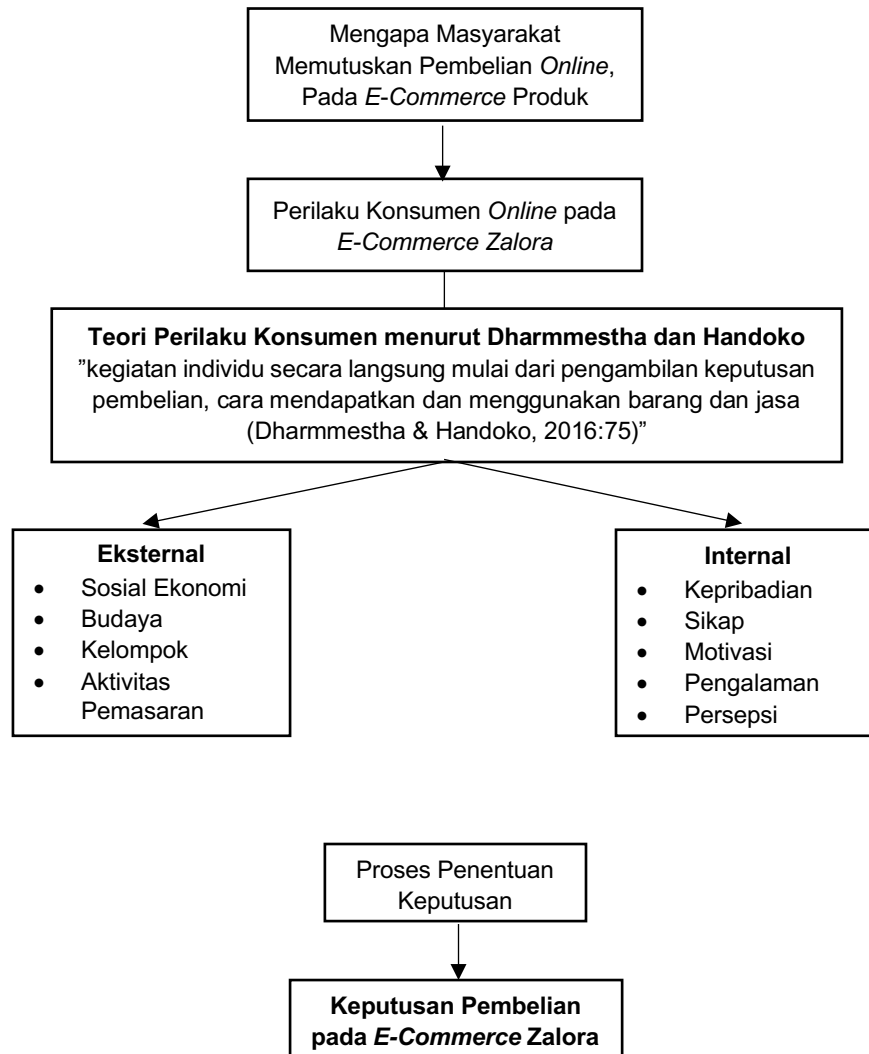 Mengapa Masyarakat
Memutuskan Pembelian Online,
Pada E-Commerce Produk
Perilaku Konsumen Online pada
E-Commerce Zalora
Teori Perilaku Konsumen menurut Dharmmestha dan Handoko
”kegiatan individu secara langsung mulai dari pengambilan keputusan
pembelian, cara mendapatkan dan menggunakan barang dan jasa
(Dharmmestha & Handoko, 2016:75)”
Eksternal
• Sosial Ekonomi
• Budaya
• Kelompok
• Aktivitas
Pemasaran
Internal
• Kepribadian
• Sikap
• Motivasi
• Pengalaman
• Persepsi
Proses Penentuan
Keputusan
Keputusan Pembelian
pada E-Commerce Zalora